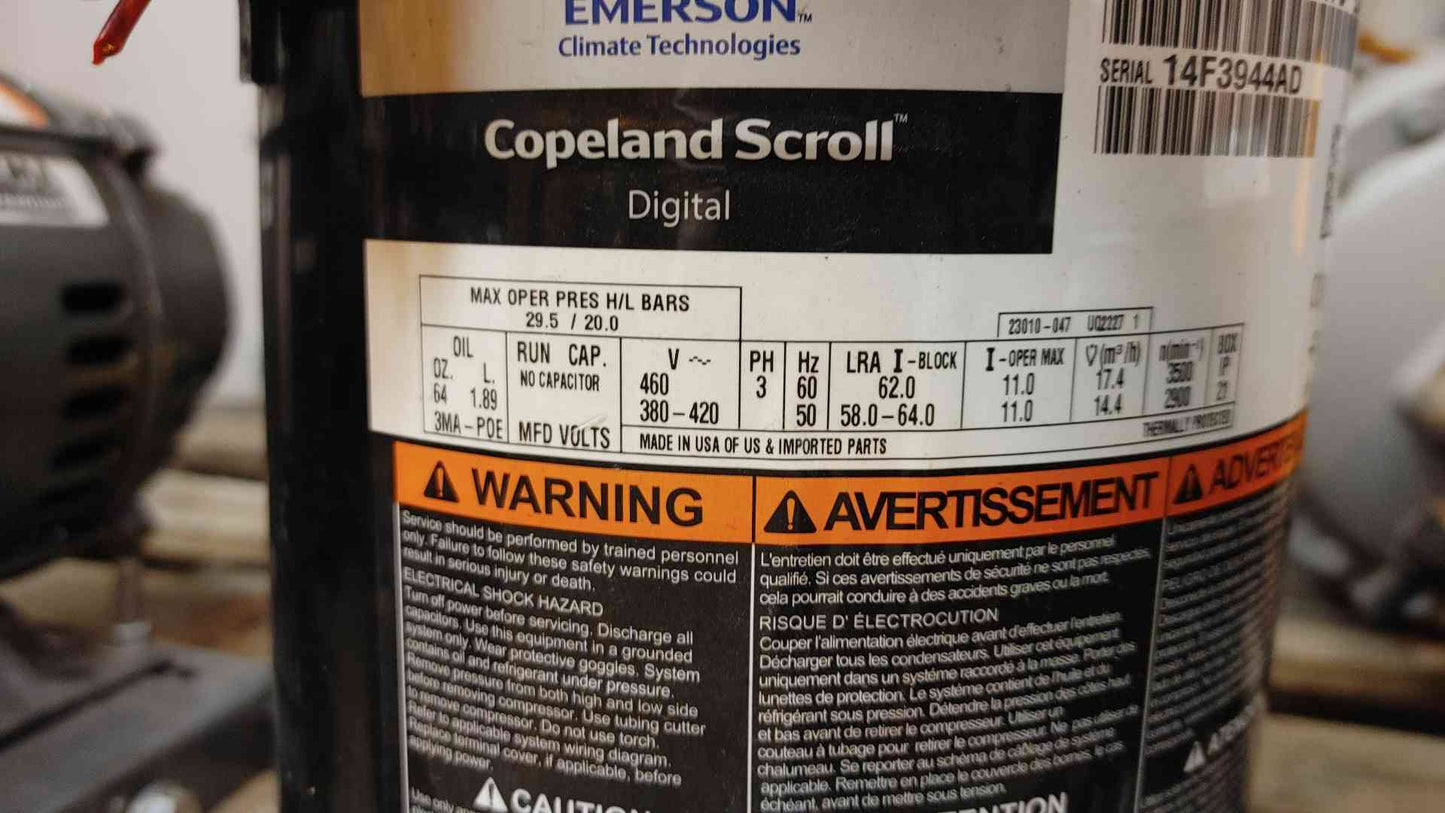 EMERSON™
Climate Technologies
SERIAL 14F3944AD
Copeland Scroll™
Digital
MAX OPER PRES H/L BARS
29.5 / 20.0
23010-047 UQ2227 1
OIL
OZ. L.
64 1.89
3MA-POE
RUN CAP.
NO CAPACITOR
MFD VOLTS
V PH Hz LRA I-BLOCK I-OPER MAX V̇(m³/h) n(min⁻¹) BOX IP
460 3 60 62.0 11.0 17.4 3500 21
380-420 50 58.0-64.0 11.0 14.4 2900
MADE IN USA OF US & IMPORTED PARTS
THERMALLY PROTECTED
WARNING
Service should be performed by trained personnel
only. Failure to follow these safety warnings could
result in serious injury or death.
ELECTRICAL SHOCK HAZARD
Turn off power before servicing. Discharge all
capacitors. Use this equipment in a grounded
system only. Wear protective goggles. System
contains oil and refrigerant under pressure.
Remove pressure from both high and low side
before removing compressor. Use tubing cutter
to remove compressor. Do not use torch.
Refer to applicable system wiring diagram.
Replace terminal cover, if applicable, before
applying power.
CAUTION
Use only
AVERTISSEMENT
L'entretien doit être effectué uniquement par le personnel
qualifié. Si ces avertissements de sécurité ne sont pas respectés,
cela pourrait conduire à des accidents graves ou la mort.
RISQUE D' ÉLECTROCUTION
Couper l'alimentation électrique avant d'effectuer l'entretien.
Décharger tous les condensateurs. Utiliser cet équipement
uniquement dans un système raccordé à la masse. Porter des
lunettes de protection. Le système contient de l'huile et du
réfrigérant sous pression. Détendre la pression des côtés haut
et bas avant de retirer le compresseur. Utiliser un
couteau à tubage pour retirer le compresseur. Ne pas utiliser de
chalumeau. Se reporter au schéma de câblage de système
applicable. Remettre en place le couvercle des bornes, le cas
échéant, avant de mettre sous tension.
ENTION
ADVERTE